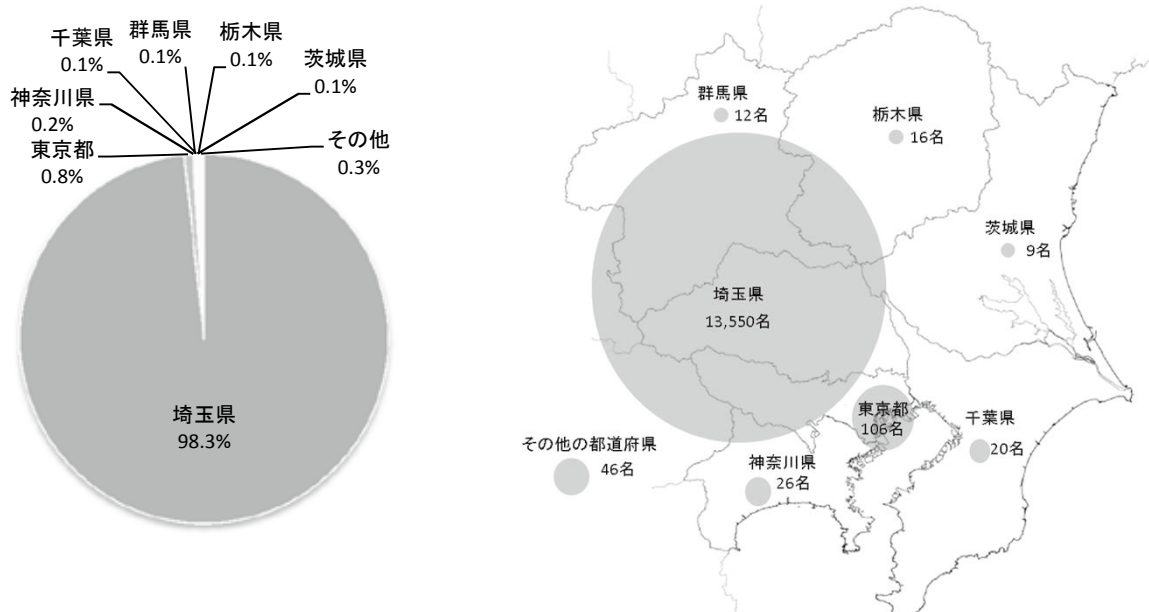 群馬県
0.1%
栃木県
0.1%
千葉県
0.1%
茨城県
0.1%
神奈川県
0.2%
東京都
0.8%
その他
0.3%
埼玉県
98.3%
群馬県
12名
栃木県
16名
茨城県
9名
埼玉県
13,550名
東京都
106名
千葉県
20名
その他の都道府県
46名
神奈川県
26名